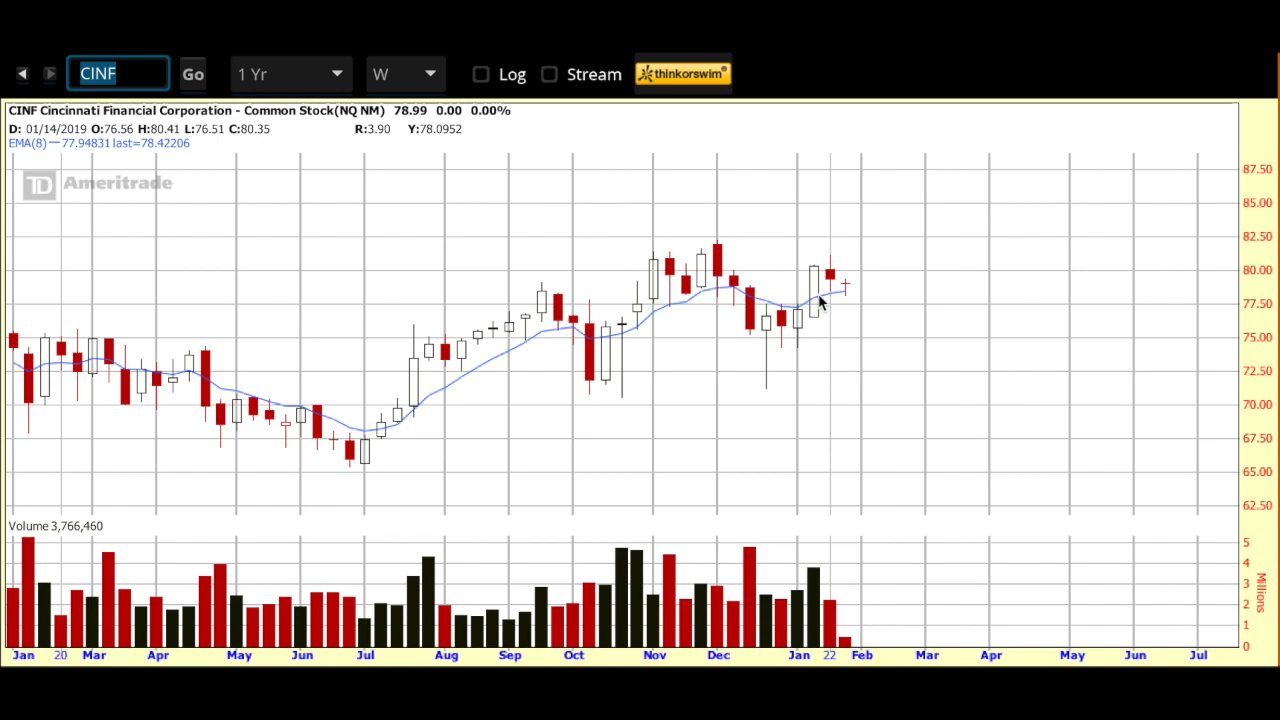 CINF Go 1 Yr W Log Stream thinkorswim®
CINF Cincinnati Financial Corporation - Common Stock(NQ NM) 78.99 0.00 0.00%
D: 01/14/2019 O:76.56 H:80.41 L:76.51 C:80.35 R:3.90 Y:78.0952
EMA(8) — 77.94831 last=78.42206
TD Ameritrade
87.50
85.00
82.50
80.00
77.50
75.00
72.50
70.00
67.50
65.00
62.50
Volume 3,766,460
5
4
3
2
1
0
Millions
Jan 20 Mar Apr May Jun Jul Aug Sep Oct Nov Dec Jan 22 Feb Mar Apr May Jun Jul